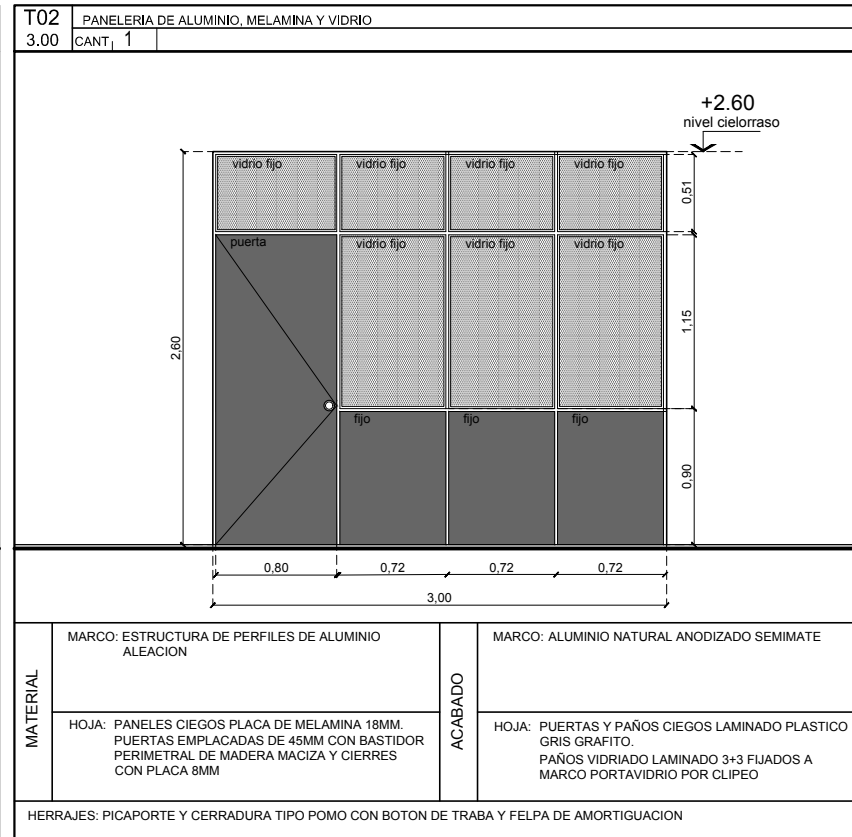 T02
PANELERIA DE ALUMINIO, MELAMINA Y VIDRIO
3.00
CANT 1
+2.60
nivel cielorraso
vidrio fijo vidrio fijo vidrio fijo vidrio fijo
0,51
puerta vidrio fijo vidrio fijo vidrio fijo
1,15
2,60
fijo fijo fijo
0,90
0,80 0,72 0,72 0,72
3,00
MATERIAL
MARCO: ESTRUCTURA DE PERFILES DE ALUMINIO
ALEACION
HOJA: PANELES CIEGOS PLACA DE MELAMINA 18MM.
PUERTAS EMPLACADAS DE 45MM CON BASTIDOR
PERIMETRAL DE MADERA MACIZA Y CIERRES
CON PLACA 8MM
ACABADO
MARCO: ALUMINIO NATURAL ANODIZADO SEMIMATE
HOJA: PUERTAS Y PAÑOS CIEGOS LAMINADO PLASTICO
GRIS GRAFITO.
PAÑOS VIDRIADO LAMINADO 3+3 FIJADOS A
MARCO PORTAVIDRIO POR CLIPEO
HERRAJES: PICAPORTE Y CERRADURA TIPO POMO CON BOTON DE TRABA Y FELPA DE AMORTIGUACION